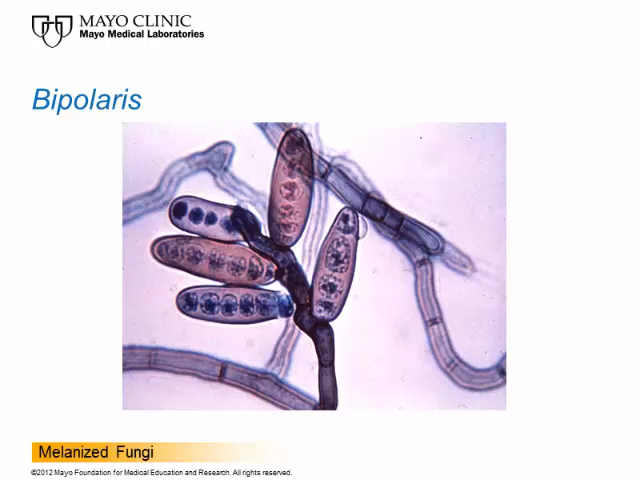 MAYO CLINIC
Mayo Medical Laboratories
Bipolaris
Melanized Fungi
©2012 Mayo Foundation for Medical Education and Research. All rights reserved.